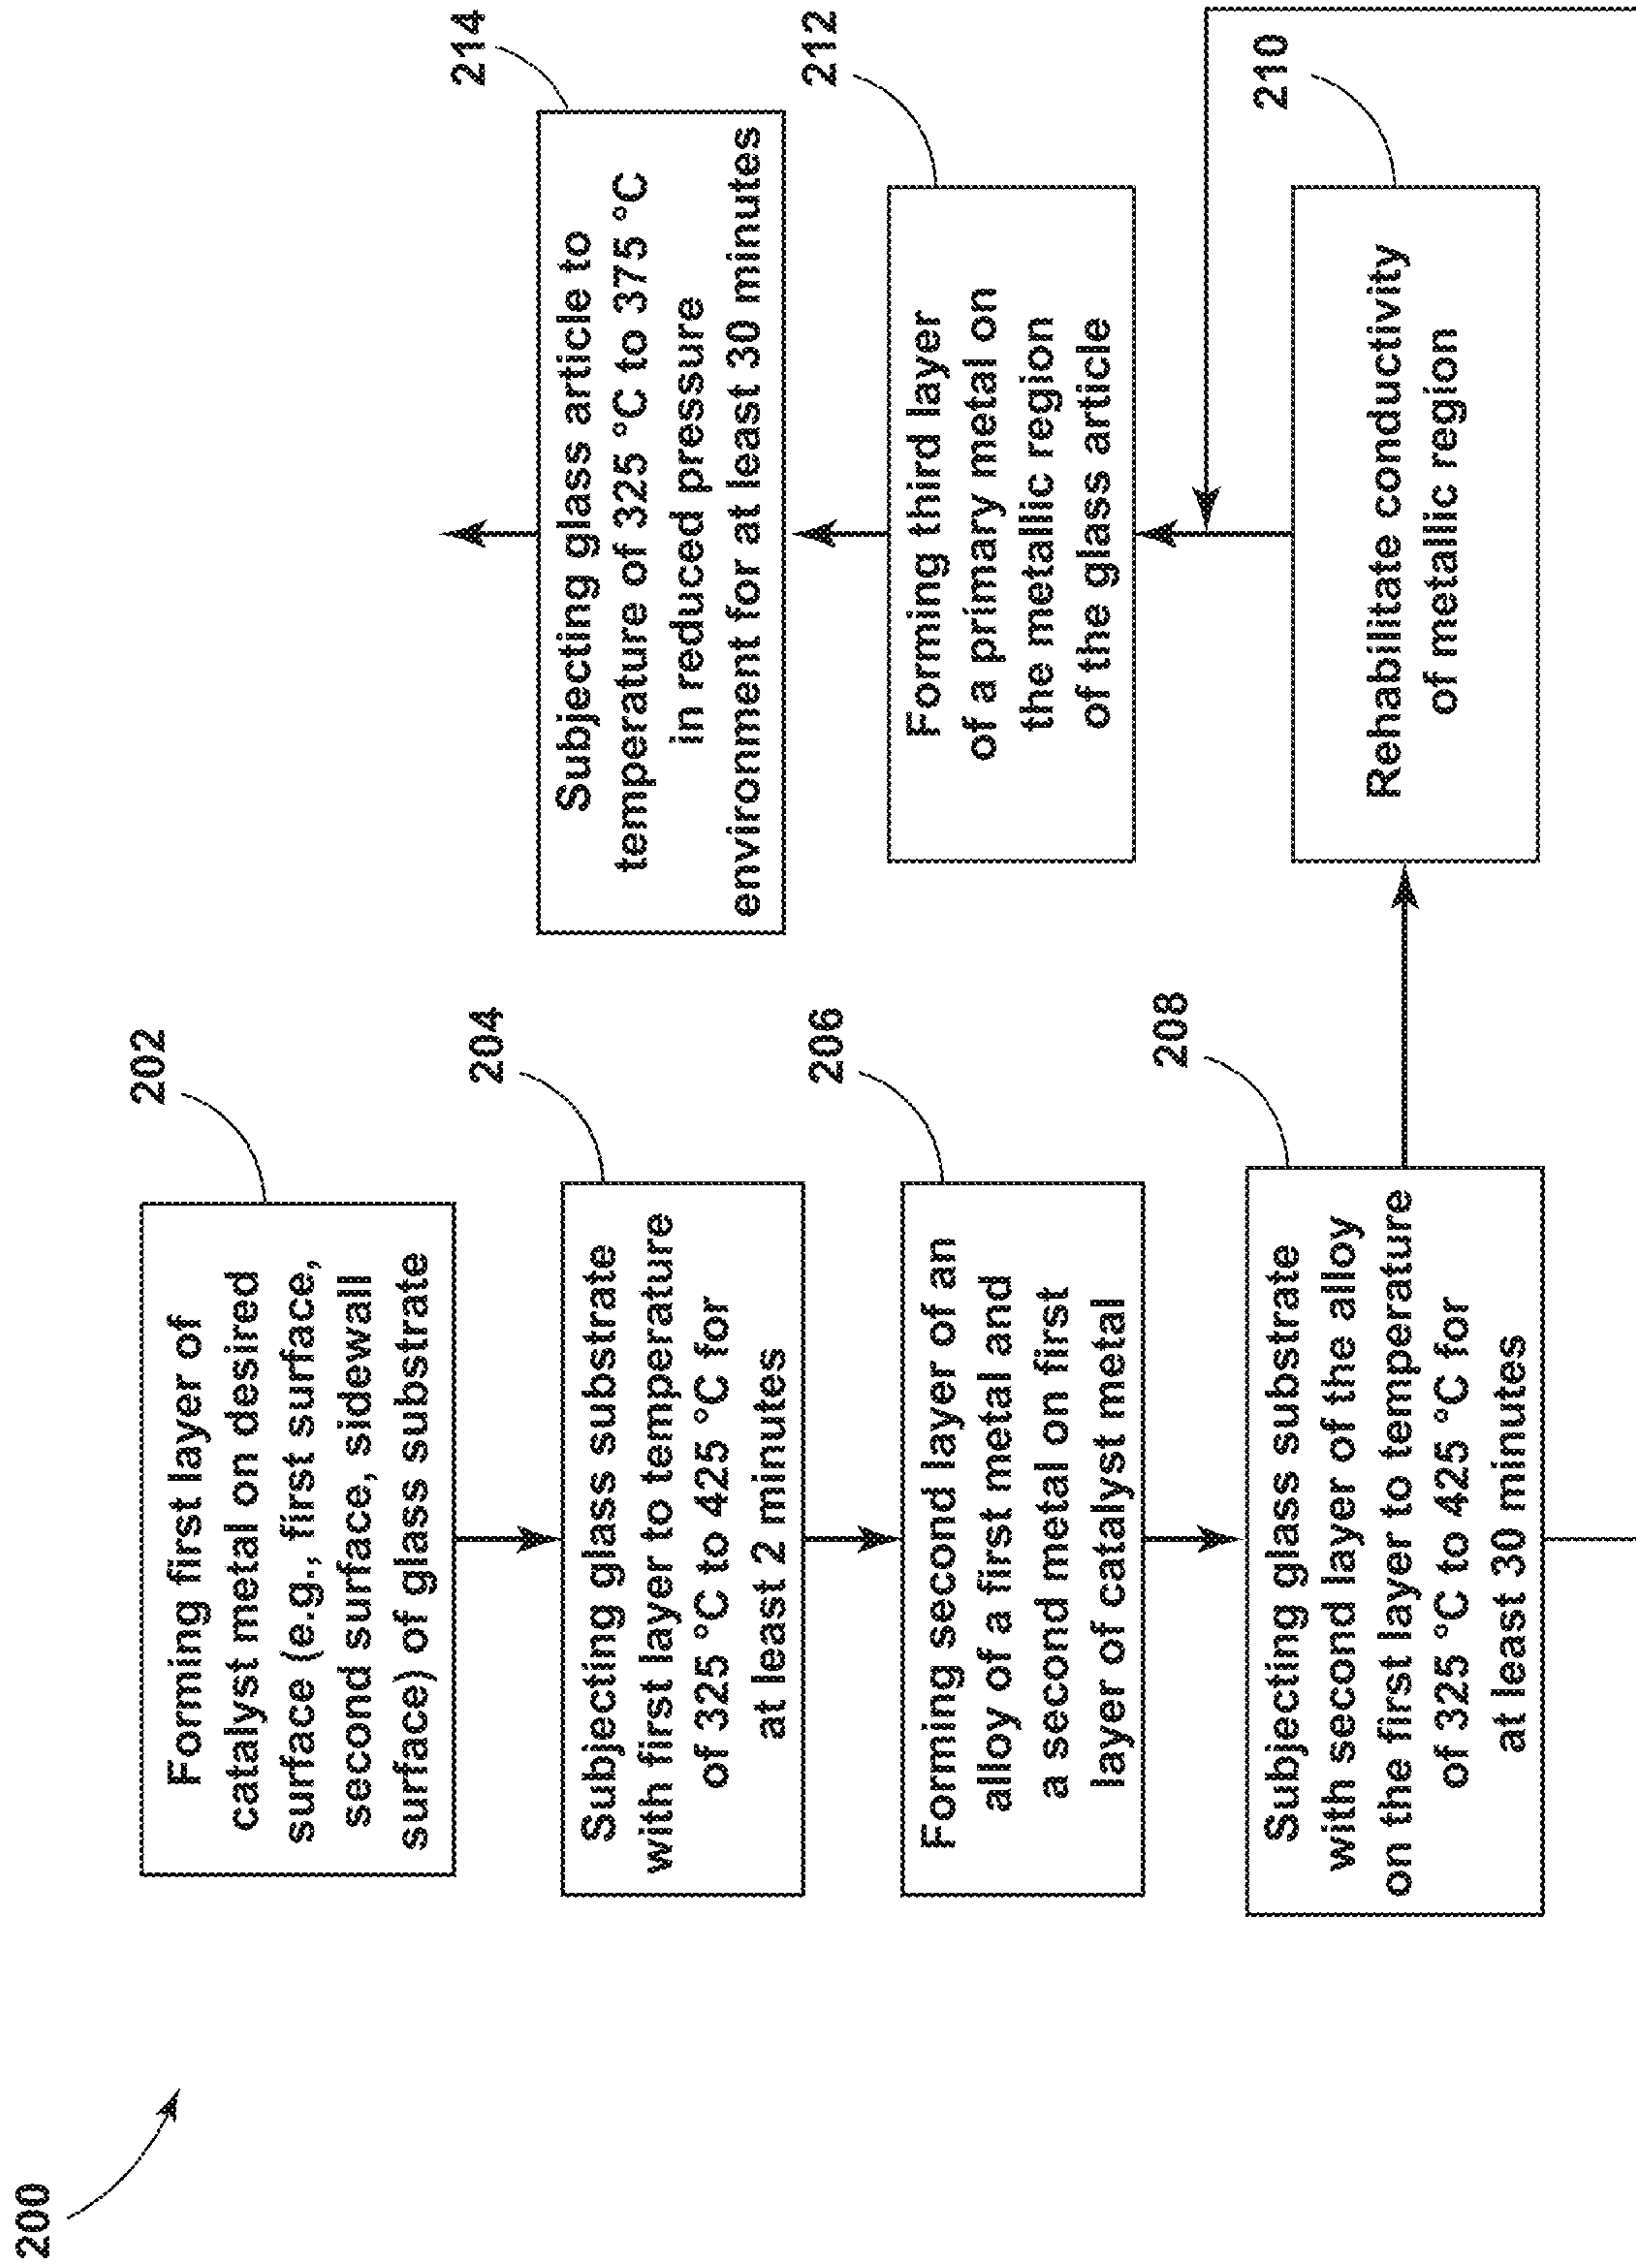 200
202
Forming first layer of
catalyst metal on desired
surface (e.g., first surface,
second surface, sidewall
surface) of glass substrate
204
Subjecting glass substrate
with first layer to temperature
of 325 °C to 425 °C for
at least 2 minutes
206
Forming second layer of an
alloy of a first metal and
a second metal on first
layer of catalyst metal
208
Subjecting glass substrate
with second layer of the alloy
on the first layer to temperature
of 325 °C to 425 °C for
at least 30 minutes
210
Rehabilitate conductivity
of metallic region
212
Forming third layer
of a primary metal on
the metallic region
of the glass article
214
Subjecting glass article to
temperature of 325 °C to 375 °C
in reduced pressure
environment for at least 30 minutes